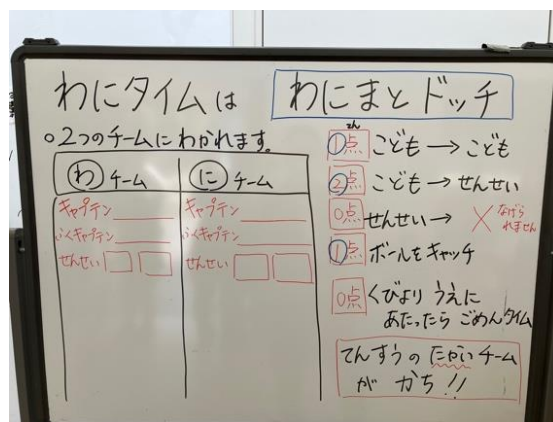 わにタイムは わにまとドッチ
○2つのチームにわかれます。
わ チーム
キャプテン
ふくキャプテン
せんせい
に チーム
キャプテン
ふくキャプテン
せんせい
てん
1点 こども→こども
2点 こども→せんせい
0点 せんせい→ × なげられません
1点 ボールをキャッチ
0点 くびより うえに
あたったら ごめんタイム
てんすうの たかいチーム
が かち!!